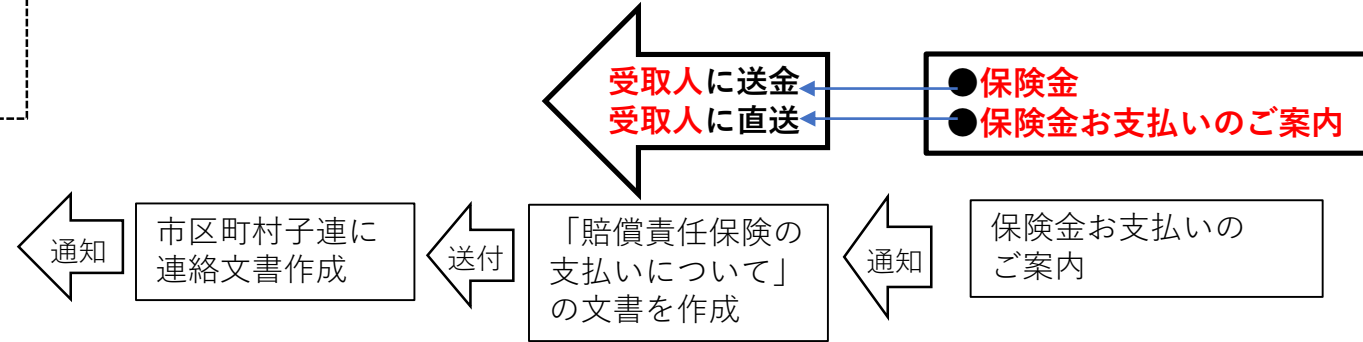 受取人に送金
受取人に直送
●保険金
●保険金お支払いのご案内
通知
市区町村子連に
連絡文書作成
送付
「賠償責任保険の
支払いについて」
の文書を作成
通知
保険金お支払いの
ご案内